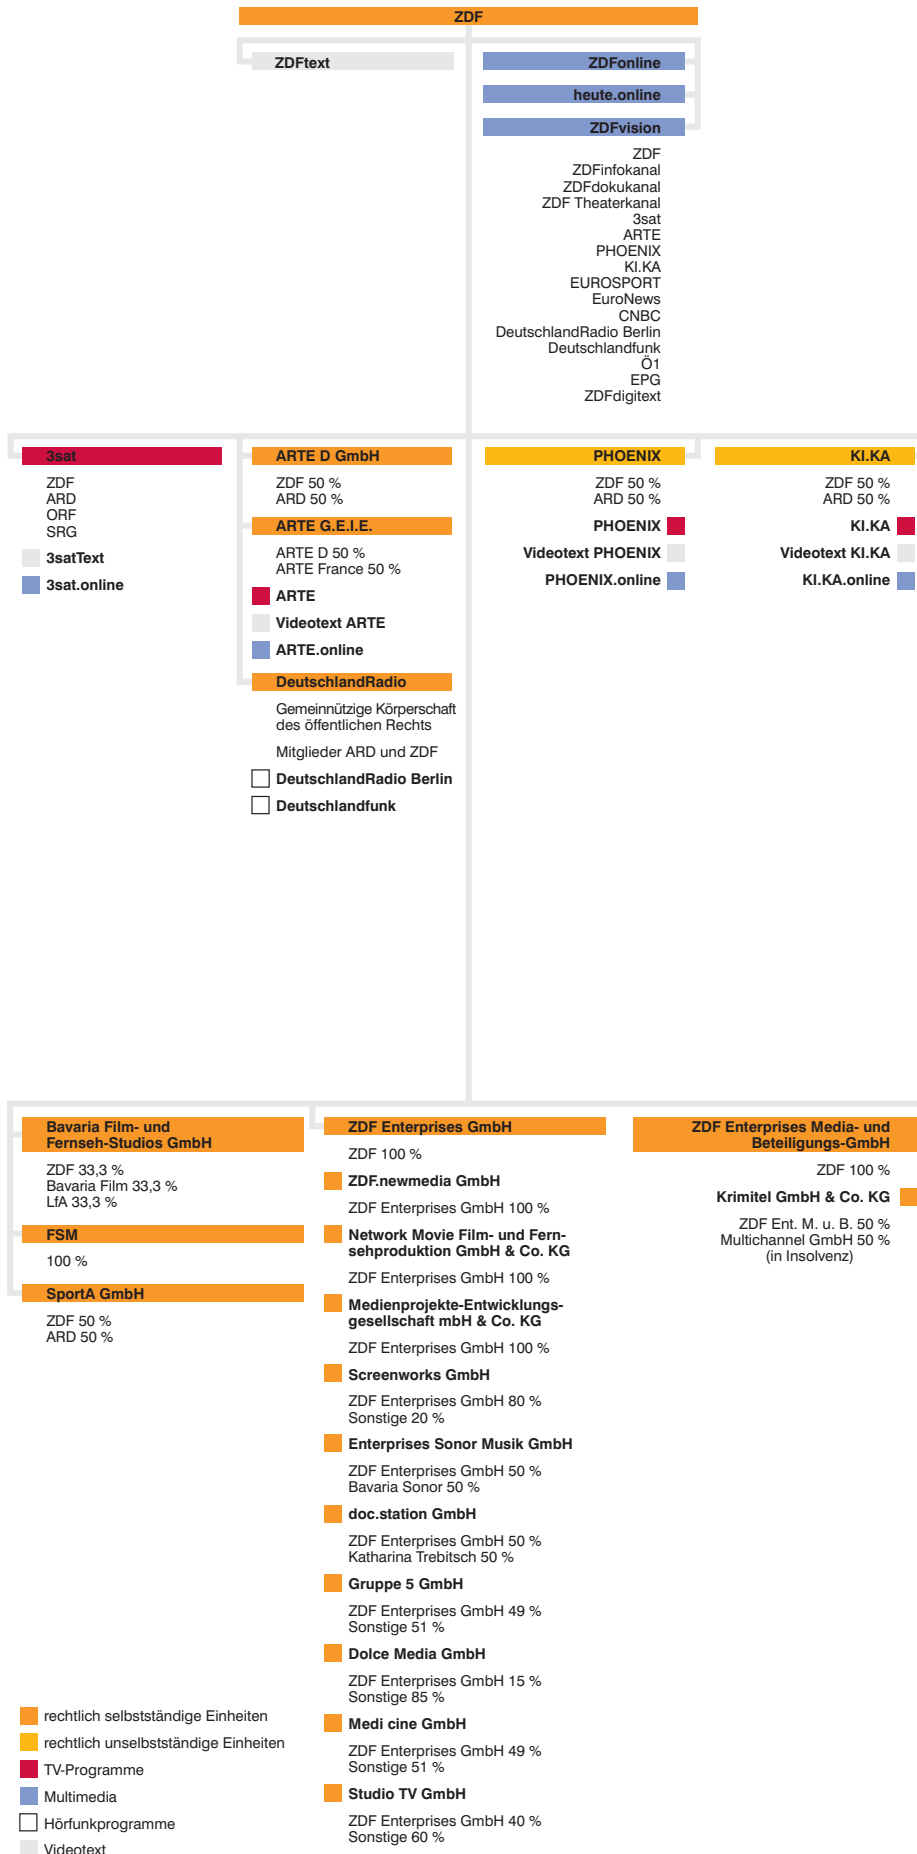 ZDF
ZDFtext
ZDFonline
heute.online
ZDFvision
ZDF
ZDFinfokanal
ZDFdokukanal
ZDF Theaterkanal
3sat
ARTE
PHOENIX
KI.KA
EUROSPORT
EuroNews
CNBC
DeutschlandRadio Berlin
Deutschlandfunk
Ö1
EPG
ZDFdigitext
3sat
ZDF
ARD
ORF
SRG
3satText
3sat.online
ARTE D GmbH
ZDF 50 %
ARD 50 %
ARTE G.E.I.E.
ARTE D 50 %
ARTE France 50 %
ARTE
Videotext ARTE
ARTE.online
DeutschlandRadio
Gemeinnützige Körperschaft
des öffentlichen Rechts
Mitglieder ARD und ZDF
DeutschlandRadio Berlin
Deutschlandfunk
PHOENIX
ZDF 50 %
ARD 50 %
PHOENIX
Videotext PHOENIX
PHOENIX.online
KI.KA
ZDF 50 %
ARD 50 %
KI.KA
Videotext KI.KA
KI.KA.online
Bavaria Film- und
Fernseh-Studios GmbH
ZDF 33,3 %
Bavaria Film 33,3 %
LfA 33,3 %
FSM
100 %
SportA GmbH
ZDF 50 %
ARD 50 %
ZDF Enterprises GmbH
ZDF 100 %
ZDF.newmedia GmbH
ZDF Enterprises GmbH 100 %
Network Movie Film- und Fern-
sehproduktion GmbH & Co. KG
ZDF Enterprises GmbH 100 %
Medienprojekte-Entwicklungs-
gesellschaft mbH & Co. KG
ZDF Enterprises GmbH 100 %
Screenworks GmbH
ZDF Enterprises GmbH 80 %
Sonstige 20 %
Enterprises Sonor Musik GmbH
ZDF Enterprises GmbH 50 %
Bavaria Sonor 50 %
doc.station GmbH
ZDF Enterprises GmbH 50 %
Katharina Trebitsch 50 %
Gruppe 5 GmbH
ZDF Enterprises GmbH 49 %
Sonstige 51 %
Dolce Media GmbH
ZDF Enterprises GmbH 15 %
Sonstige 85 %
Medi cine GmbH
ZDF Enterprises GmbH 49 %
Sonstige 51 %
Studio TV GmbH
ZDF Enterprises GmbH 40 %
Sonstige 60 %
ZDF Enterprises Media- und
Beteiligungs-GmbH
ZDF 100 %
Krimitel GmbH & Co. KG
ZDF Ent. M. u. B. 50 %
Multichannel GmbH 50 %
(in Insolvenz)
rechtlich selbstständige Einheiten
rechtlich unselbstständige Einheiten
TV-Programme
Multimedia
Hörfunkprogramme
Videotext